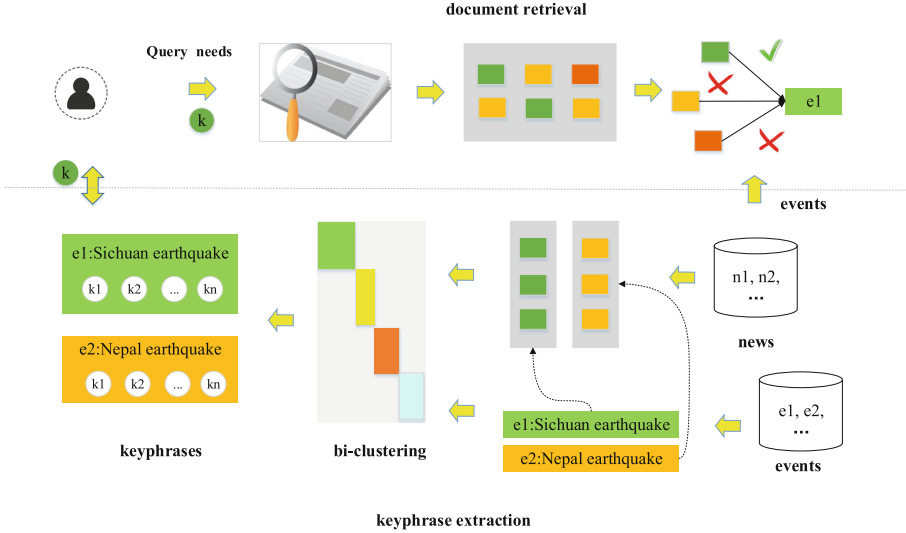 document retrieval
Query needs
k
e1
k
events
e1:Sichuan earthquake
k1 k2 ... kn
e2:Nepal earthquake
k1 k2 ... kn
keyphrases
bi-clustering
n1, n2,
...
news
e1:Sichuan earthquake
e2:Nepal earthquake
e1, e2,
...
events
keyphrase extraction